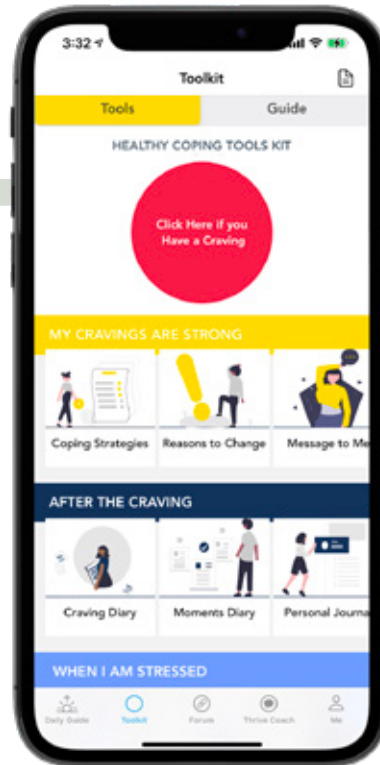 3:32
Toolkit
Tools Guide
HEALTHY COPING TOOLS KIT
Click Here if you
Have a Craving
MY CRAVINGS ARE STRONG
Coping Strategies Reasons to Change Message to Me
AFTER THE CRAVING
Craving Diary Moments Diary Personal Journa
WHEN I AM STRESSED
Daily Guide Toolkit Forum Thrive Coach Me